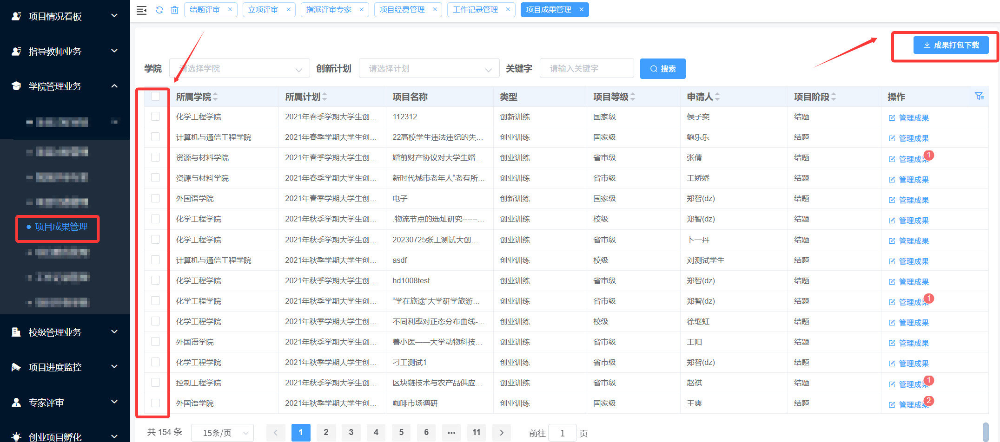 项目情况看板
指导教师业务
学院管理业务
项目成果管理
校级管理业务
项目进度监控
专家评审
创业项目孵化
结题评审 × 立项评审 × 指派评审专家 × 项目经费管理 × 工作记录管理 × 项目成果管理 ×
成果打包下载
学院 请选择学院 创新计划 请选择计划 关键字 请输入关键字 搜索
所属学院 所属计划 项目名称 类型 项目等级 申请人 项目阶段 操作
化学工程学院 2021年春季学期大学生创... 112312 创新训练 国家级 候子奕 结题 管理成果
计算机与通信工程学院 2021年春季学期大学生创... 22高校学生违法违纪的失... 创业训练 国家级 鲍乐乐 结题 管理成果
资源与材料学院 2021年春季学期大学生创... 婚前财产协议对大学生婚... 创业训练 省市级 张倩 结题 管理成果 1
资源与材料学院 2021年春季学期大学生创... 新时代城市老年人“老有所... 创业训练 省市级 王娇娇 结题 管理成果
外国语学院 2021年春季学期大学生创... 电子 创新训练 国家级 郑智(dz) 结题 管理成果
化学工程学院 2021年秋季学期大学生创... .物流节点的选址研究------... 创业训练 校级 郑智(dz) 结题 管理成果
化学工程学院 2021年秋季学期大学生创... 20230725张工测试大创... 创业训练 省市级 卜一丹 结题 管理成果
计算机与通信工程学院 2021年秋季学期大学生创... asdf 创业训练 校级 刘测试学生 结题 管理成果
化学工程学院 2021年秋季学期大学生创... hd1008test 创业训练 省市级 郑智(dz) 结题 管理成果
化学工程学院 2021年秋季学期大学生创... “学在旅途”大学研学旅游... 创业训练 省市级 郑智(dz) 结题 管理成果 1
化学工程学院 2021年秋季学期大学生创... 不同利率对正态分布曲线-... 创业训练 校级 徐继虹 结题 管理成果
外国语学院 2021年秋季学期大学生创... 兽小医——大学动物科技... 创业训练 省市级 王阳 结题 管理成果
化学工程学院 2021年秋季学期大学生创... 刁工测试1 创业训练 省市级 郑智(dz) 结题 管理成果
控制工程学院 2021年秋季学期大学生创... 区块链技术与农产品供应... 创业训练 省市级 赵祺 结题 管理成果 1
外国语学院 2021年秋季学期大学生创... 咖啡市场调研 创业训练 国家级 王爽 结题 管理成果 2
共 154 条 15条/页 < 1 2 3 4 5 6 ••• 11 > 前往 1 页